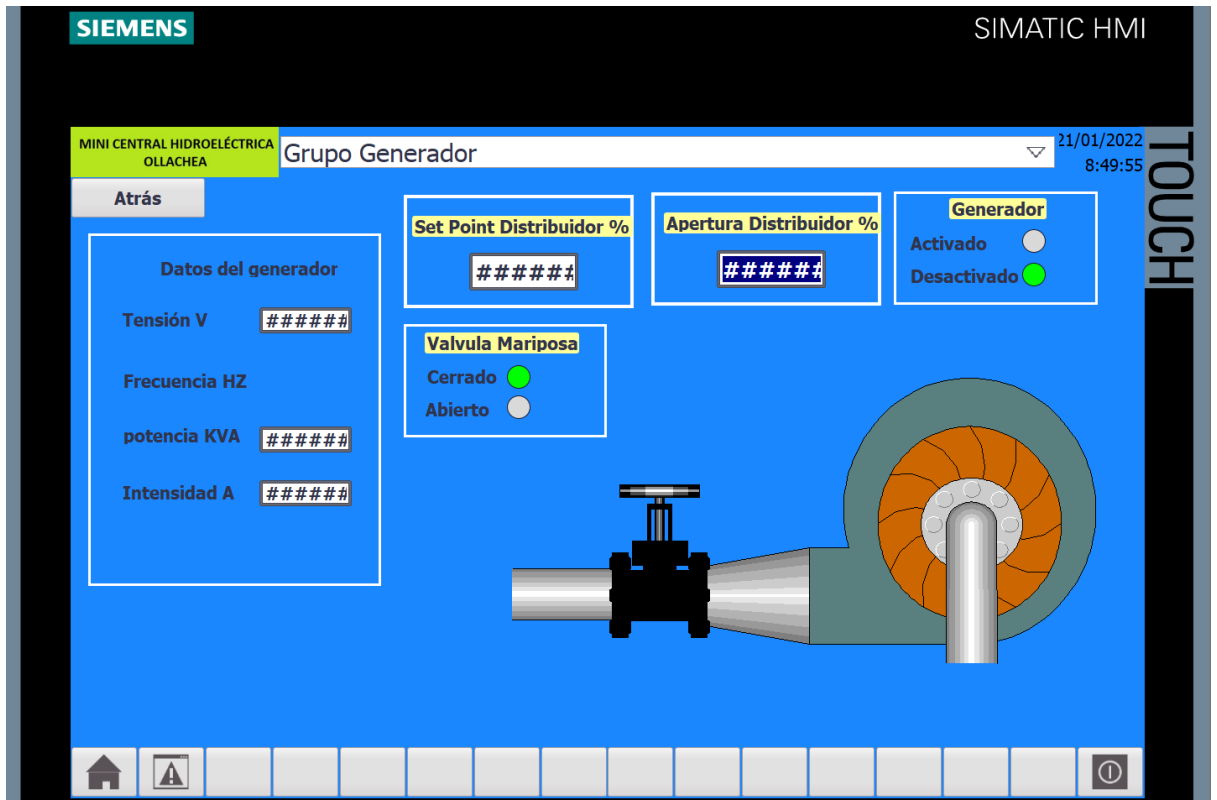 SIEMENS
SIMATIC HMI
TOUCH
MINI CENTRAL HIDROELÉCTRICA
OLLACHEA
Grupo Generador
21/01/2022
8:49:55
Atrás
Datos del generador
Tensión V ######
Frecuencia HZ
potencia KVA ######
Intensidad A ######
Set Point Distribuidor %
######
Apertura Distribuidor %
######
Generador
Activado
Desactivado
Valvula Mariposa
Cerrado
Abierto